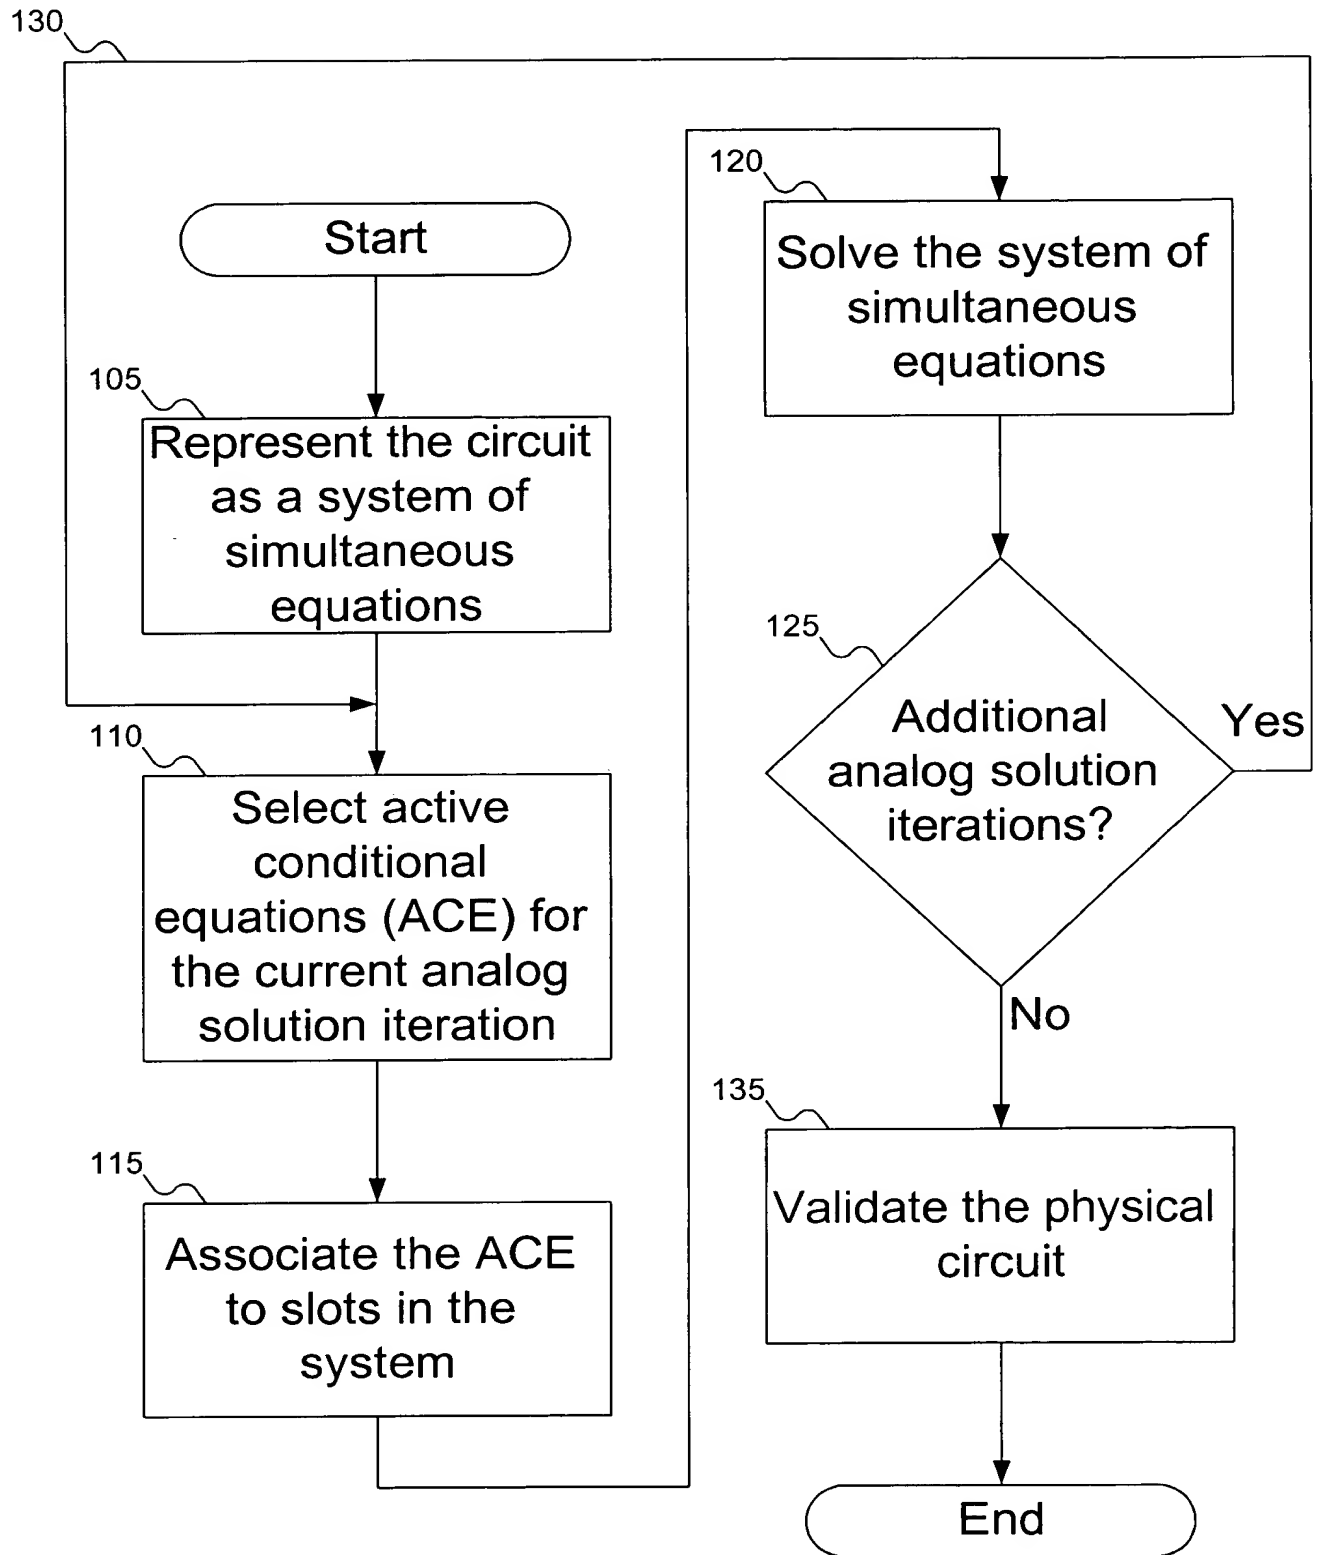 130
Start
105
Represent the circuit
as a system of
simultaneous
equations
110
Select active
conditional
equations (ACE) for
the current analog
solution iteration
115
Associate the ACE
to slots in the
system
120
Solve the system of
simultaneous
equations
125
Additional
analog solution
iterations?
Yes
No
135
Validate the physical
circuit
End